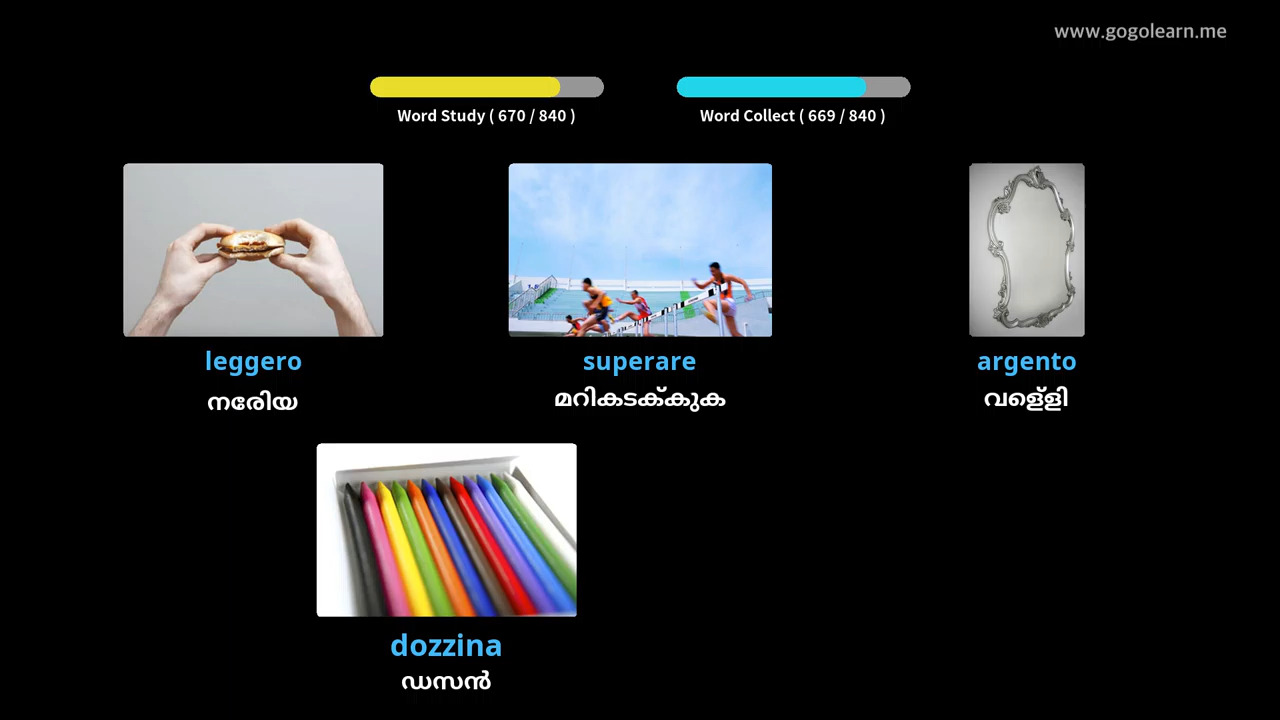 www.gogolearn.me
Word Study ( 670 / 840 )
Word Collect ( 669 / 840 )
leggero
superare
argento
നരിേയ
മറികടക്കുക
വെള്ളി
dozzina
ഡസൻ